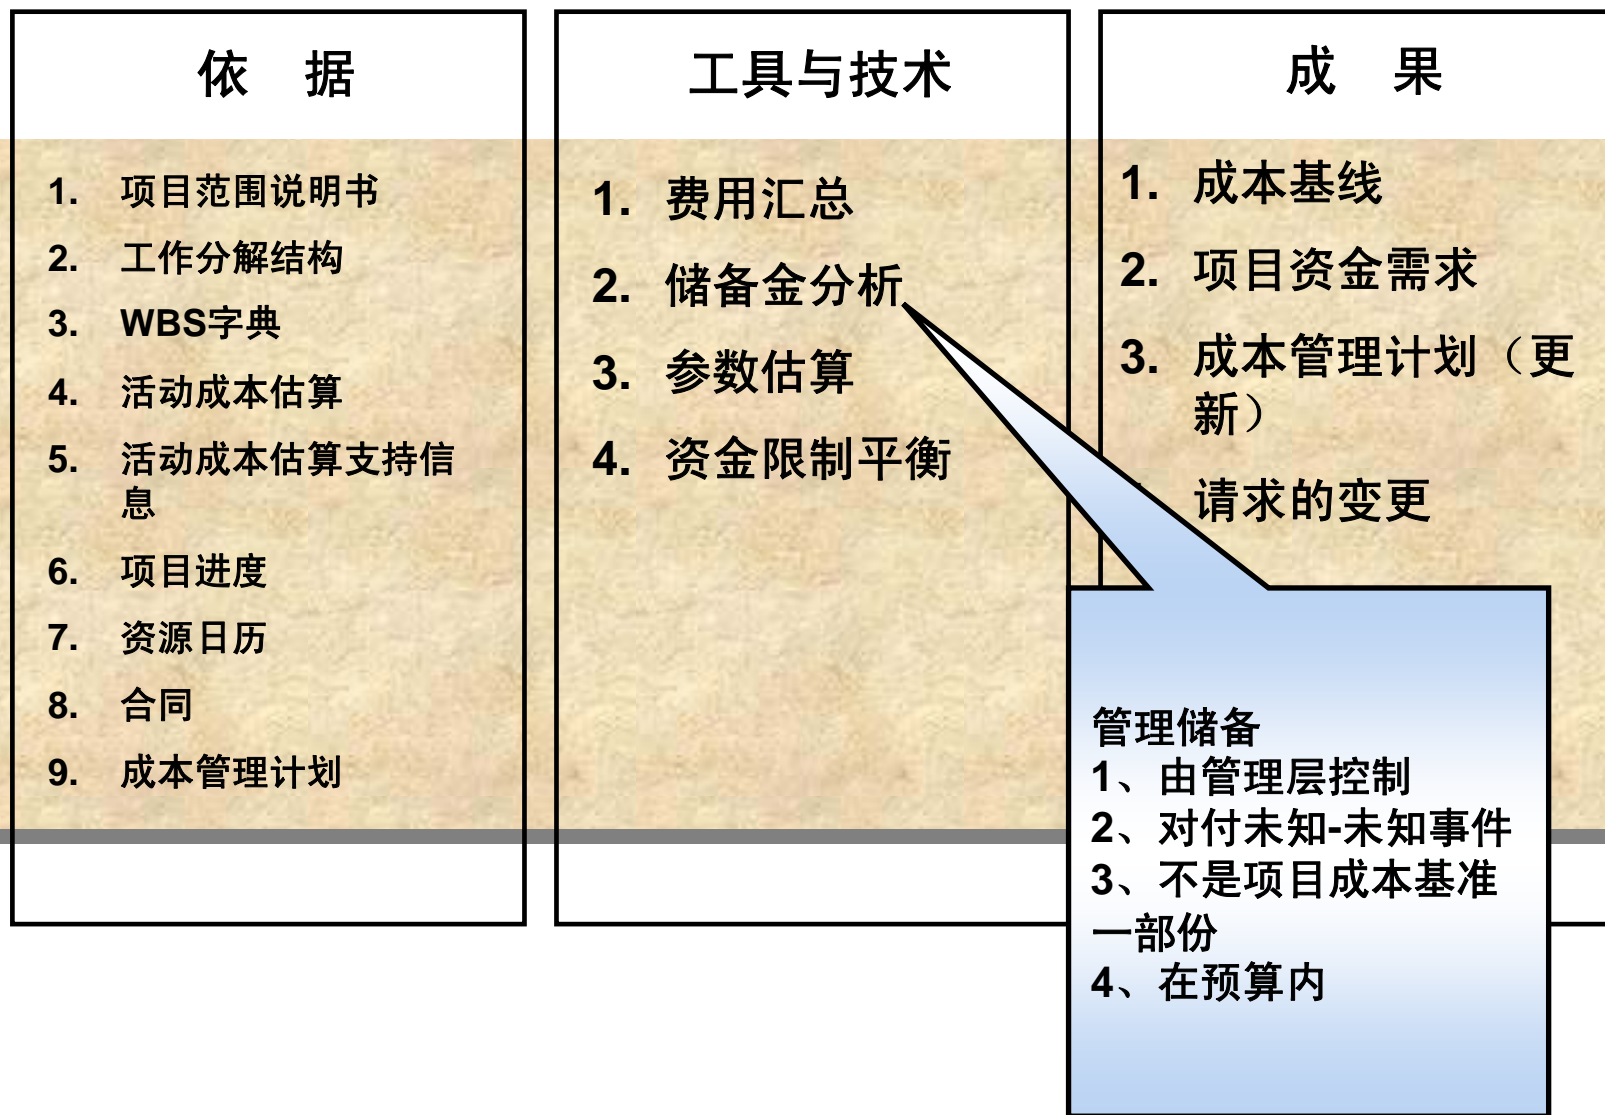 依 据
1. 项目范围说明书
2. 工作分解结构
3. WBS字典
4. 活动成本估算
5. 活动成本估算支持信
息
6. 项目进度
7. 资源日历
8. 合同
9. 成本管理计划
工具与技术
1. 费用汇总
2. 储备金分析
3. 参数估算
4. 资金限制平衡
成 果
1. 成本基线
2. 项目资金需求
3. 成本管理计划（更
新）
请求的变更
管理储备
1、由管理层控制
2、对付未知-未知事件
3、不是项目成本基准
一部份
4、在预算内